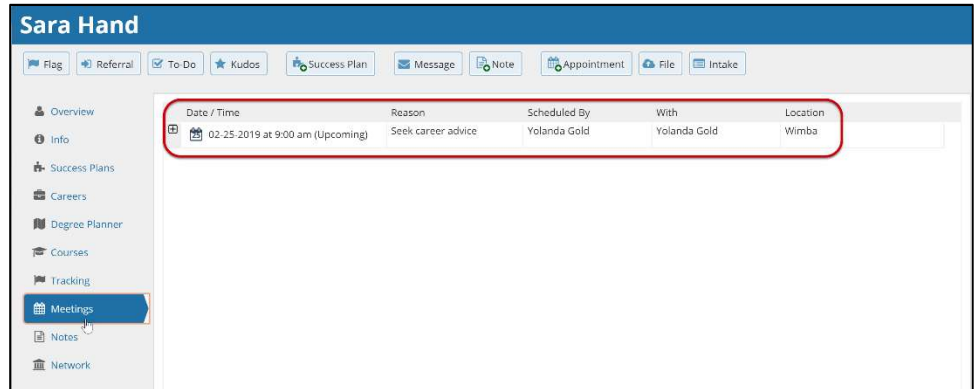 Sara Hand
Flag Referral To-Do Kudos Success Plan Message Note Appointment File Intake
Overview
Info
Success Plans
Careers
Degree Planner
Courses
Tracking
Meetings
Notes
Network
Date / Time Reason Scheduled By With Location
25 02-25-2019 at 9:00 am (Upcoming) Seek career advice Yolanda Gold Yolanda Gold Wimba